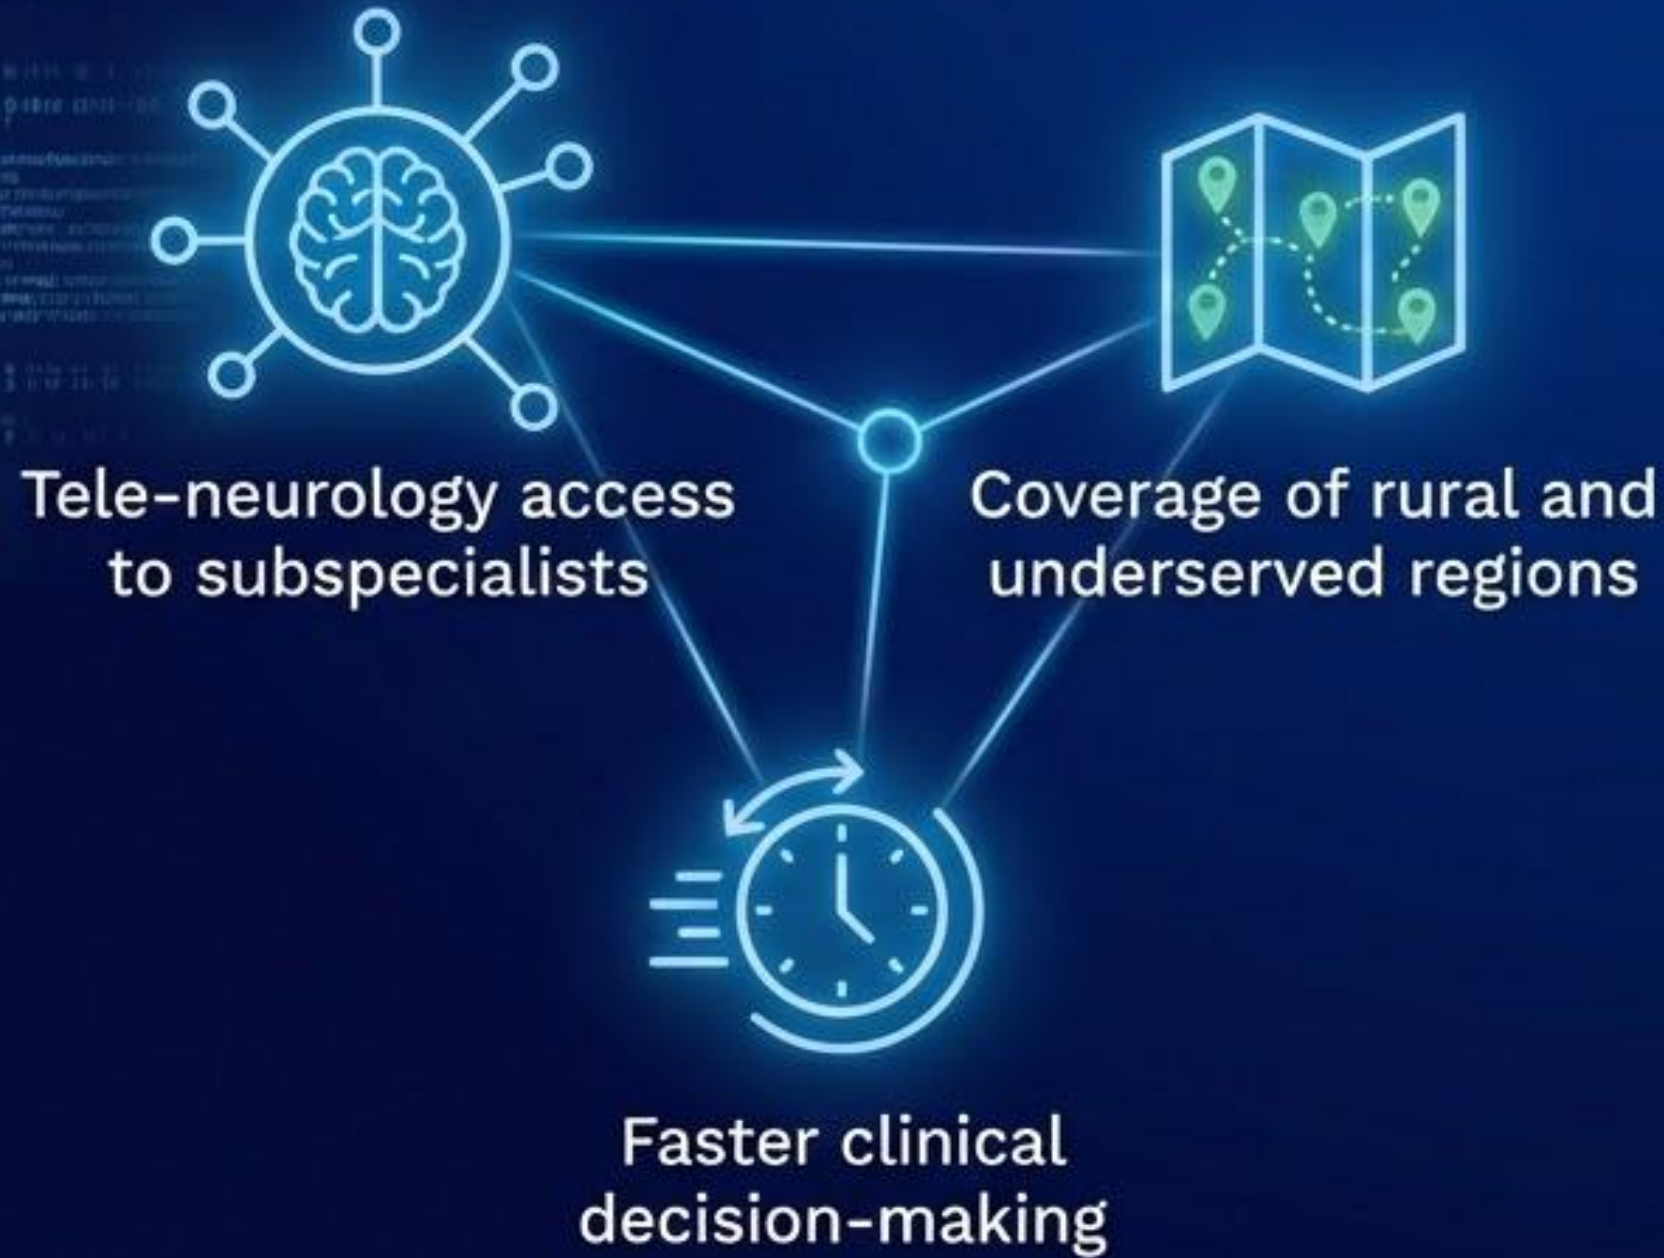 Tele-neurology access
to subspecialists
Coverage of rural and
underserved regions
Faster clinical
decision-making